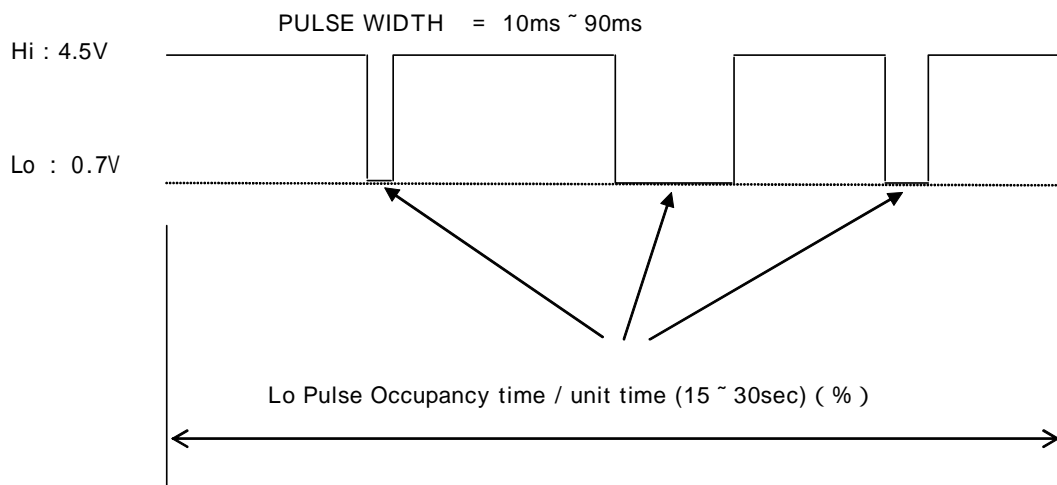 PULSE WIDTH = 10ms ~ 90ms
Hi : 4.5V
Lo : 0.7V
Lo Pulse Occupancy time / unit time (15 ~ 30sec) ( % )